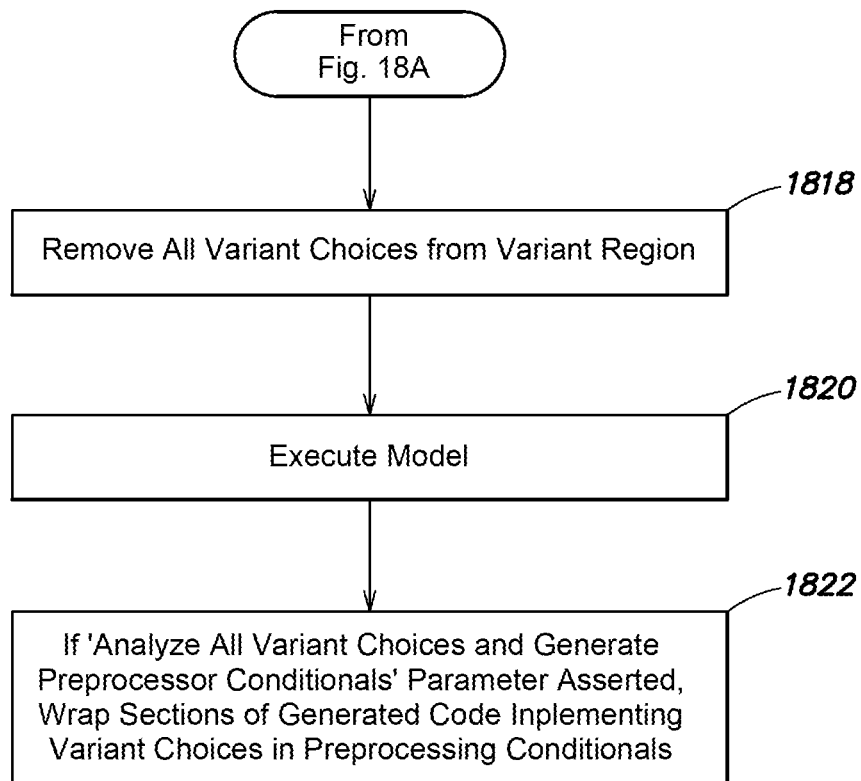 From
Fig. 18A
1818
Remove All Variant Choices from Variant Region
1820
Execute Model
1822
If 'Analyze All Variant Choices and Generate
Preprocessor Conditionals' Parameter Asserted,
Wrap Sections of Generated Code Inplementing
Variant Choices in Preprocessing Conditionals